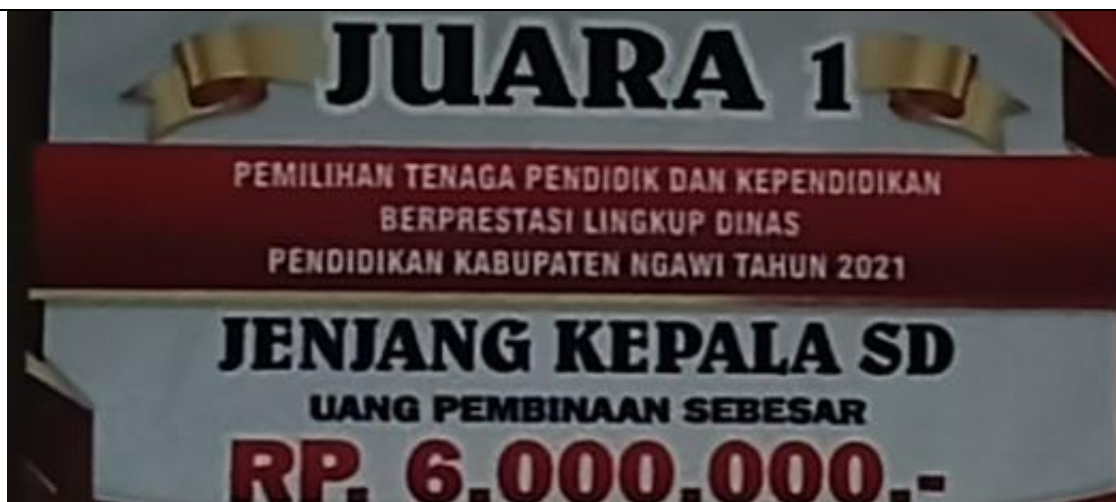 JUARA 1
PEMILIHAN TENAGA PENDIDIK DAN KEPENDIDIKAN
BERPRESTASI LINGKUP DINAS
PENDIDIKAN KABUPATEN NGAWI TAHUN 2021
JENJANG KEPALA SD
UANG PEMBINAAN SEBESAR
RP. 6.000.000.-